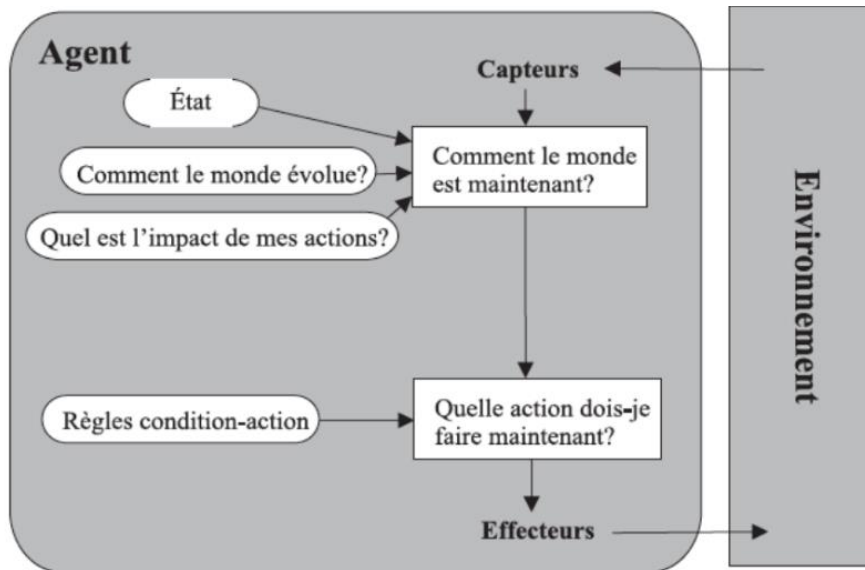 Agent
Capteurs
État
Comment le monde
est maintenant?
Comment le monde évolue?
Quel est l'impact de mes actions?
Environnement
Règles condition-action
Quelle action dois-je
faire maintenant?
Effecteurs